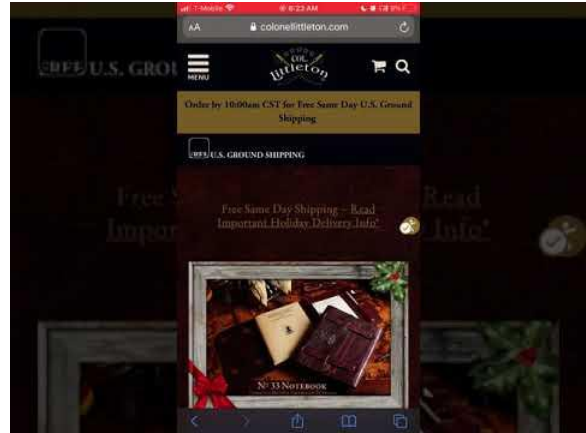 T-Mobile
8:23 AM
AA
colonellittleton.com
MENU
COL.
Littleton
Order by 10:00am CST for Free Same Day U.S. Ground
Shipping
FREE U.S. GROUND SHIPPING
Free Same Day Shipping – Read
Important Holiday Delivery Info*
Nº 33 NOTEBOOK